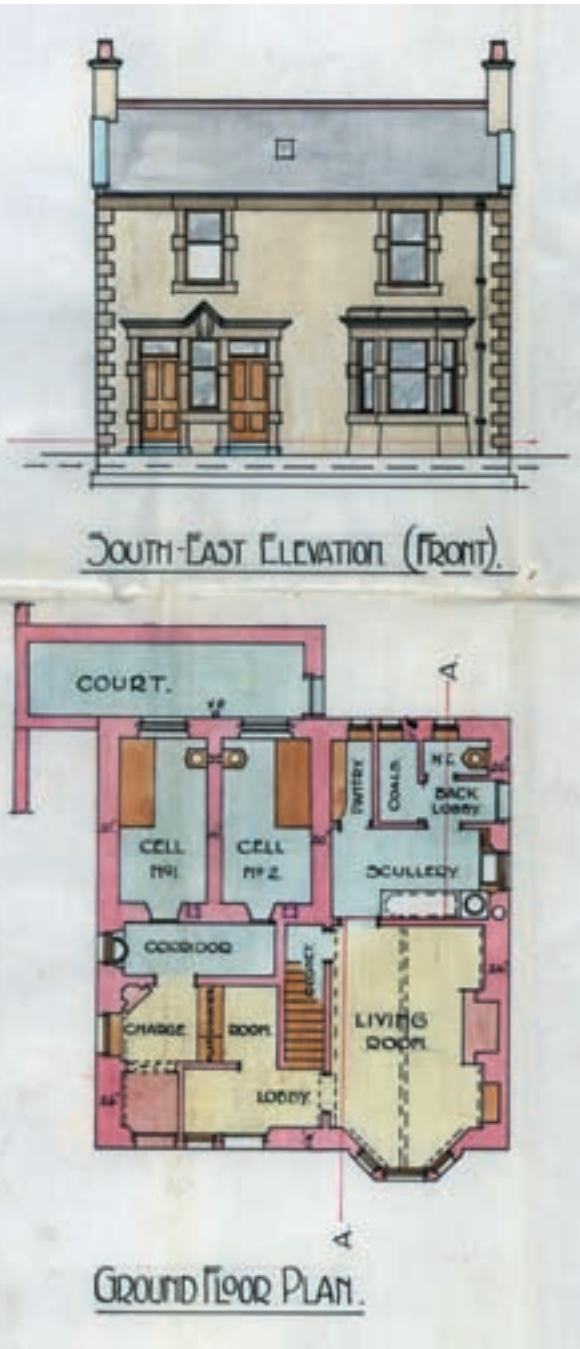 SOUTH-EAST ELEVATION (FRONT).
A.
COURT.
W.C.
PANTRY.
COALS.
BACK
LOBBY.
CELL
No 1.
CELL
No 2.
SCULLERY.
CORRIDOR
CLOSET.
CHARGE
ROOM.
LIVING
ROOM.
LOBBY.
A.
GROUND FLOOR PLAN.